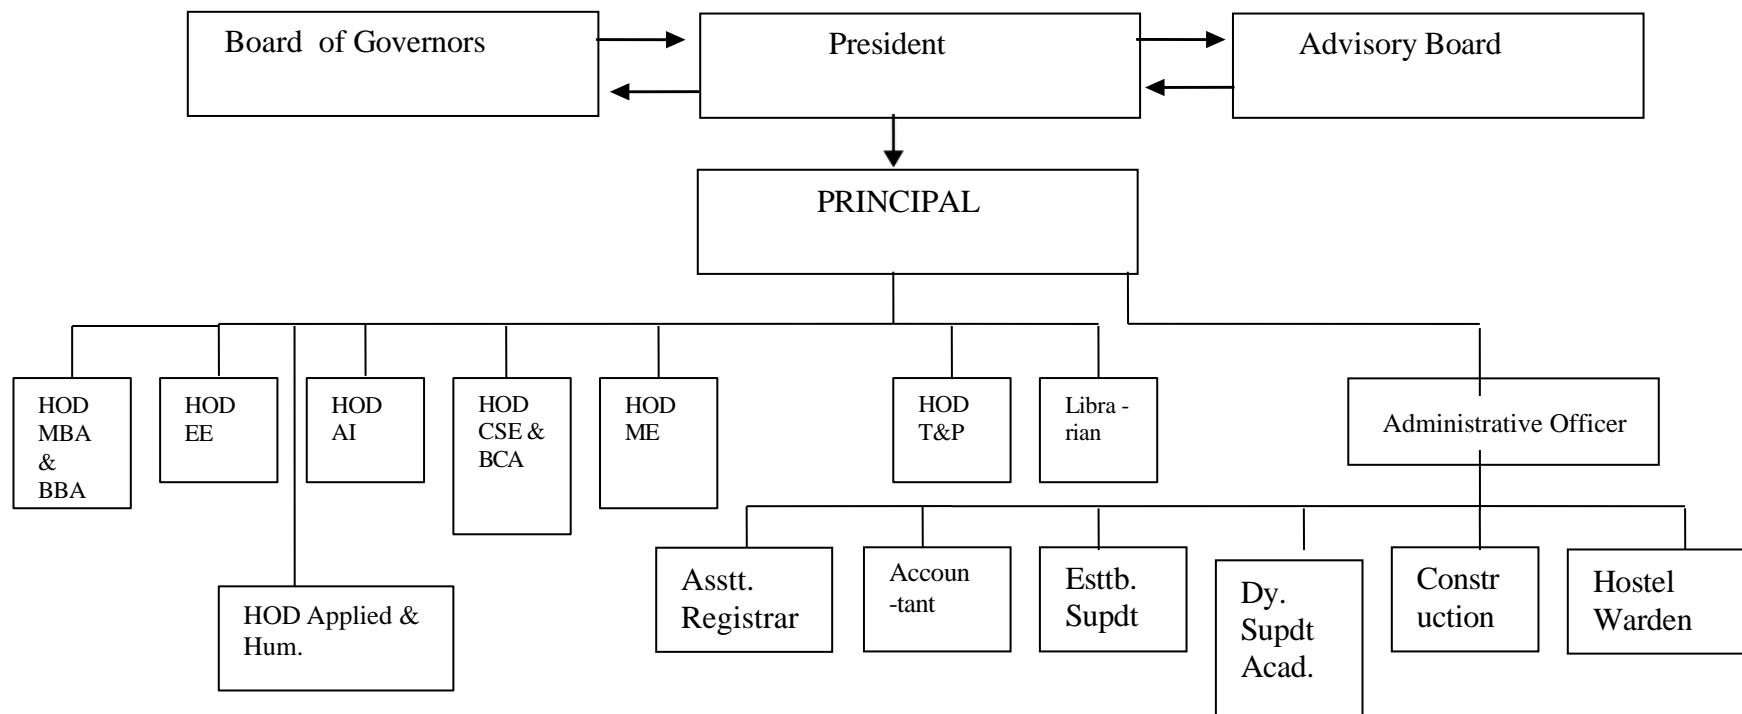 Board of Governors
President
Advisory Board
PRINCIPAL
HOD
MBA
&
BBA
HOD
EE
HOD
AI
HOD
CSE &
BCA
HOD
ME
HOD
T&P
Libra -
rian
Administrative Officer
HOD Applied &
Hum.
Asstt.
Registrar
Accoun
-tant
Esttb.
Supdt
Dy.
Supdt
Acad.
Constr
uction
Hostel
Warden